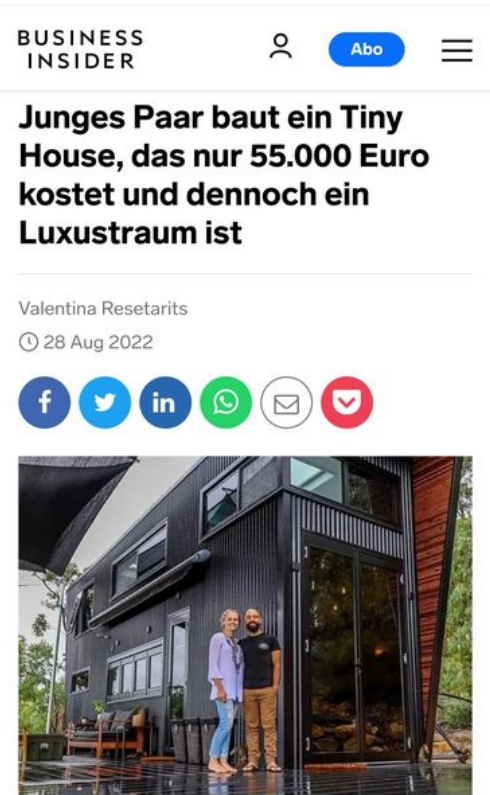 BUSINESS
INSIDER
Abo
Junges Paar baut ein Tiny
House, das nur 55.000 Euro
kostet und dennoch ein
Luxustraum ist
Valentina Resetarits
28 Aug 2022